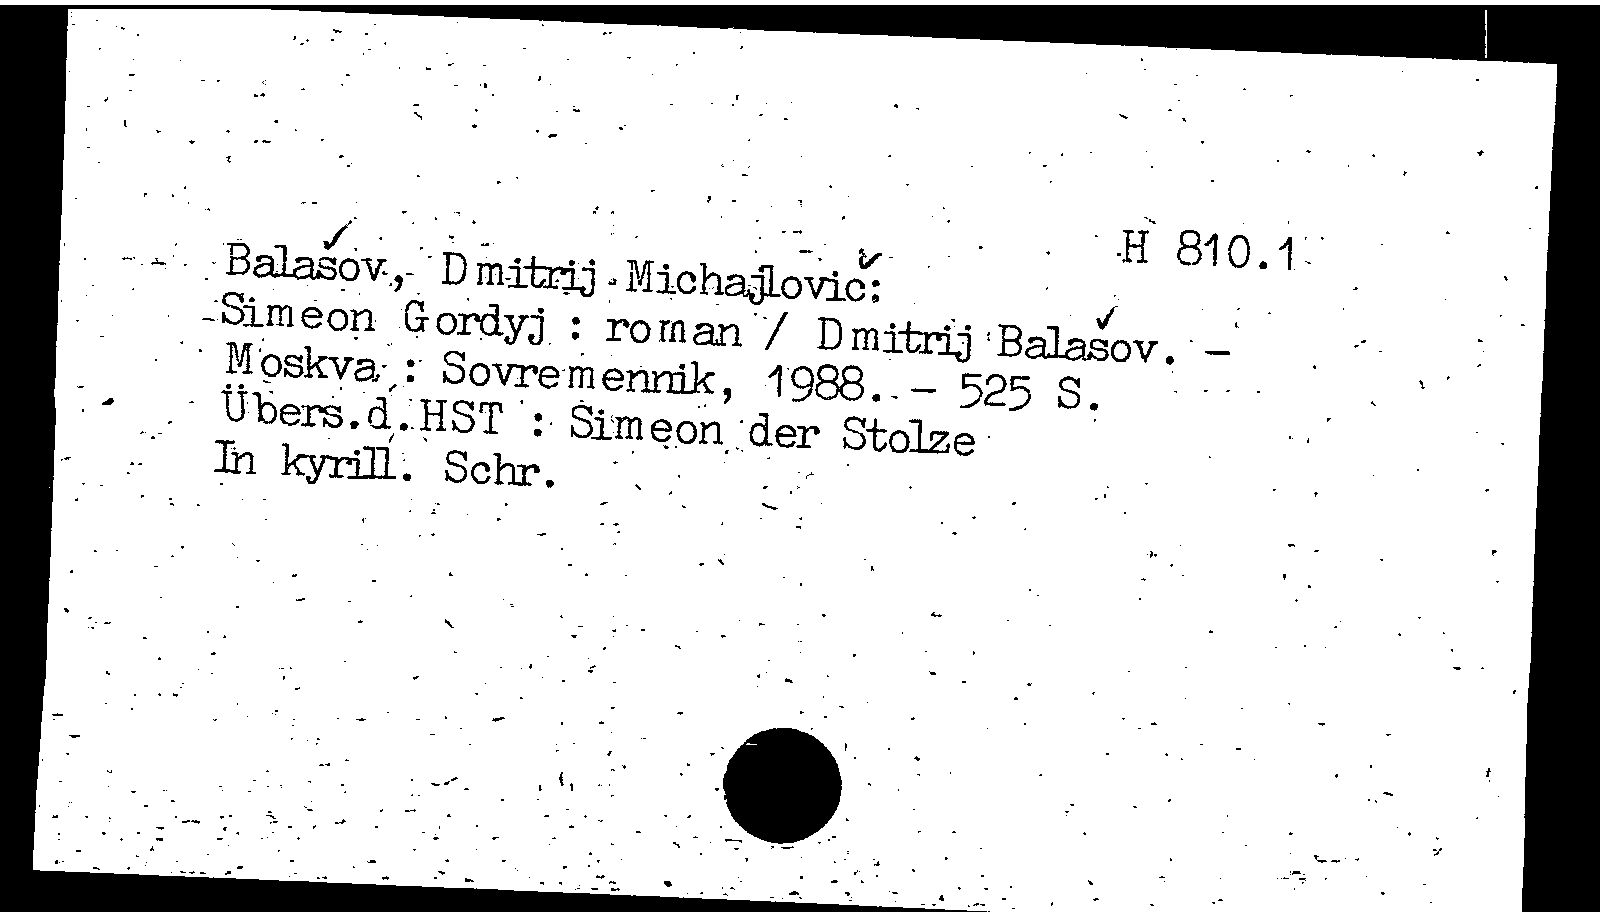 H 810.1
Balašov, Dmitrij Michajlovič:
Simeon Gordyj : roman / Dmitrij Balašov. -
Moskva : Sovremennik, 1988. - 525 S.
Übers.d.HST : Simeon der Stolze
In kyrill. Schr.